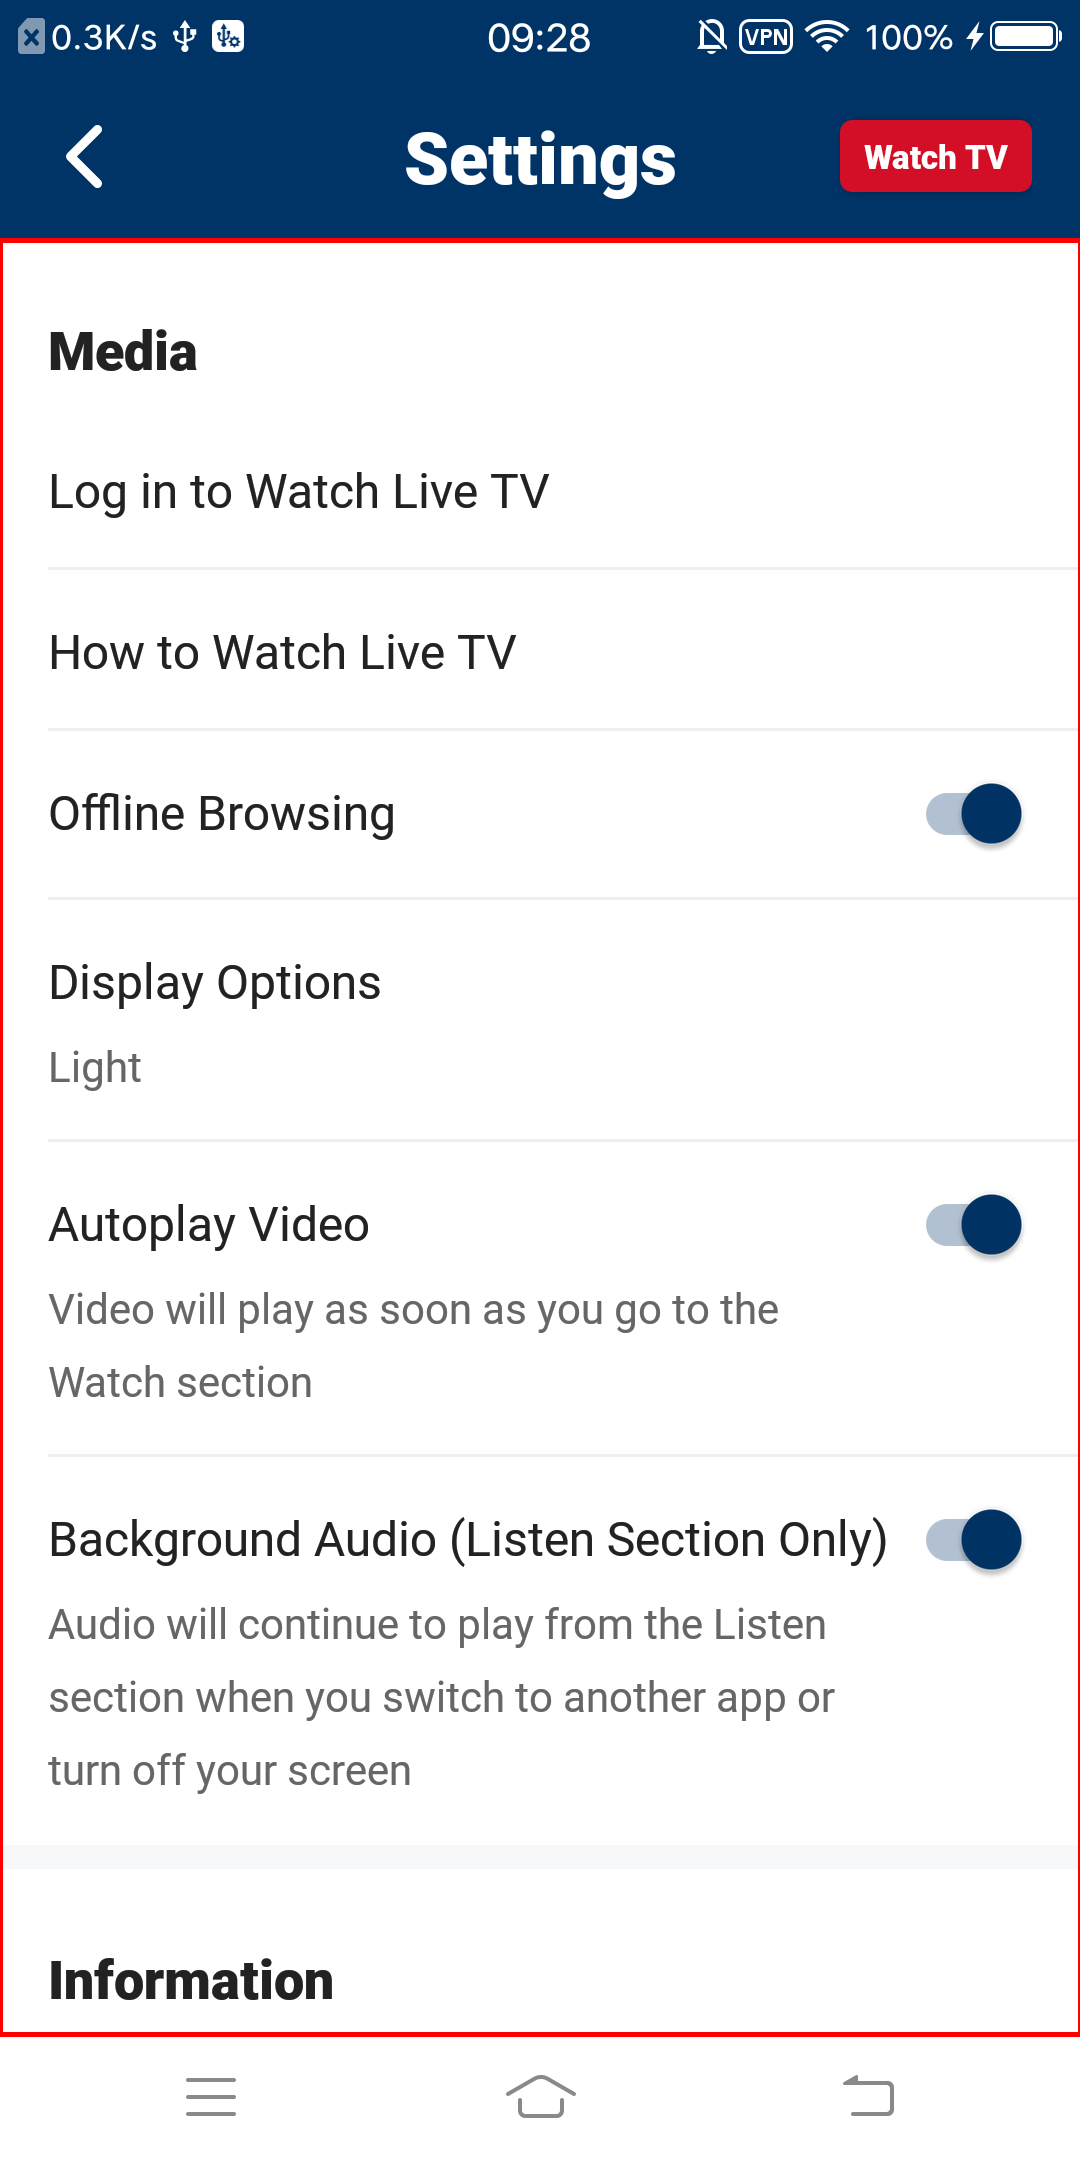 0.3K/s 09:28 VPN 100%
Settings
Watch TV
Media
Log in to Watch Live TV
How to Watch Live TV
Offline Browsing
Display Options
Light
Autoplay Video
Video will play as soon as you go to the
Watch section
Background Audio (Listen Section Only)
Audio will continue to play from the Listen
section when you switch to another app or
turn off your screen
Information